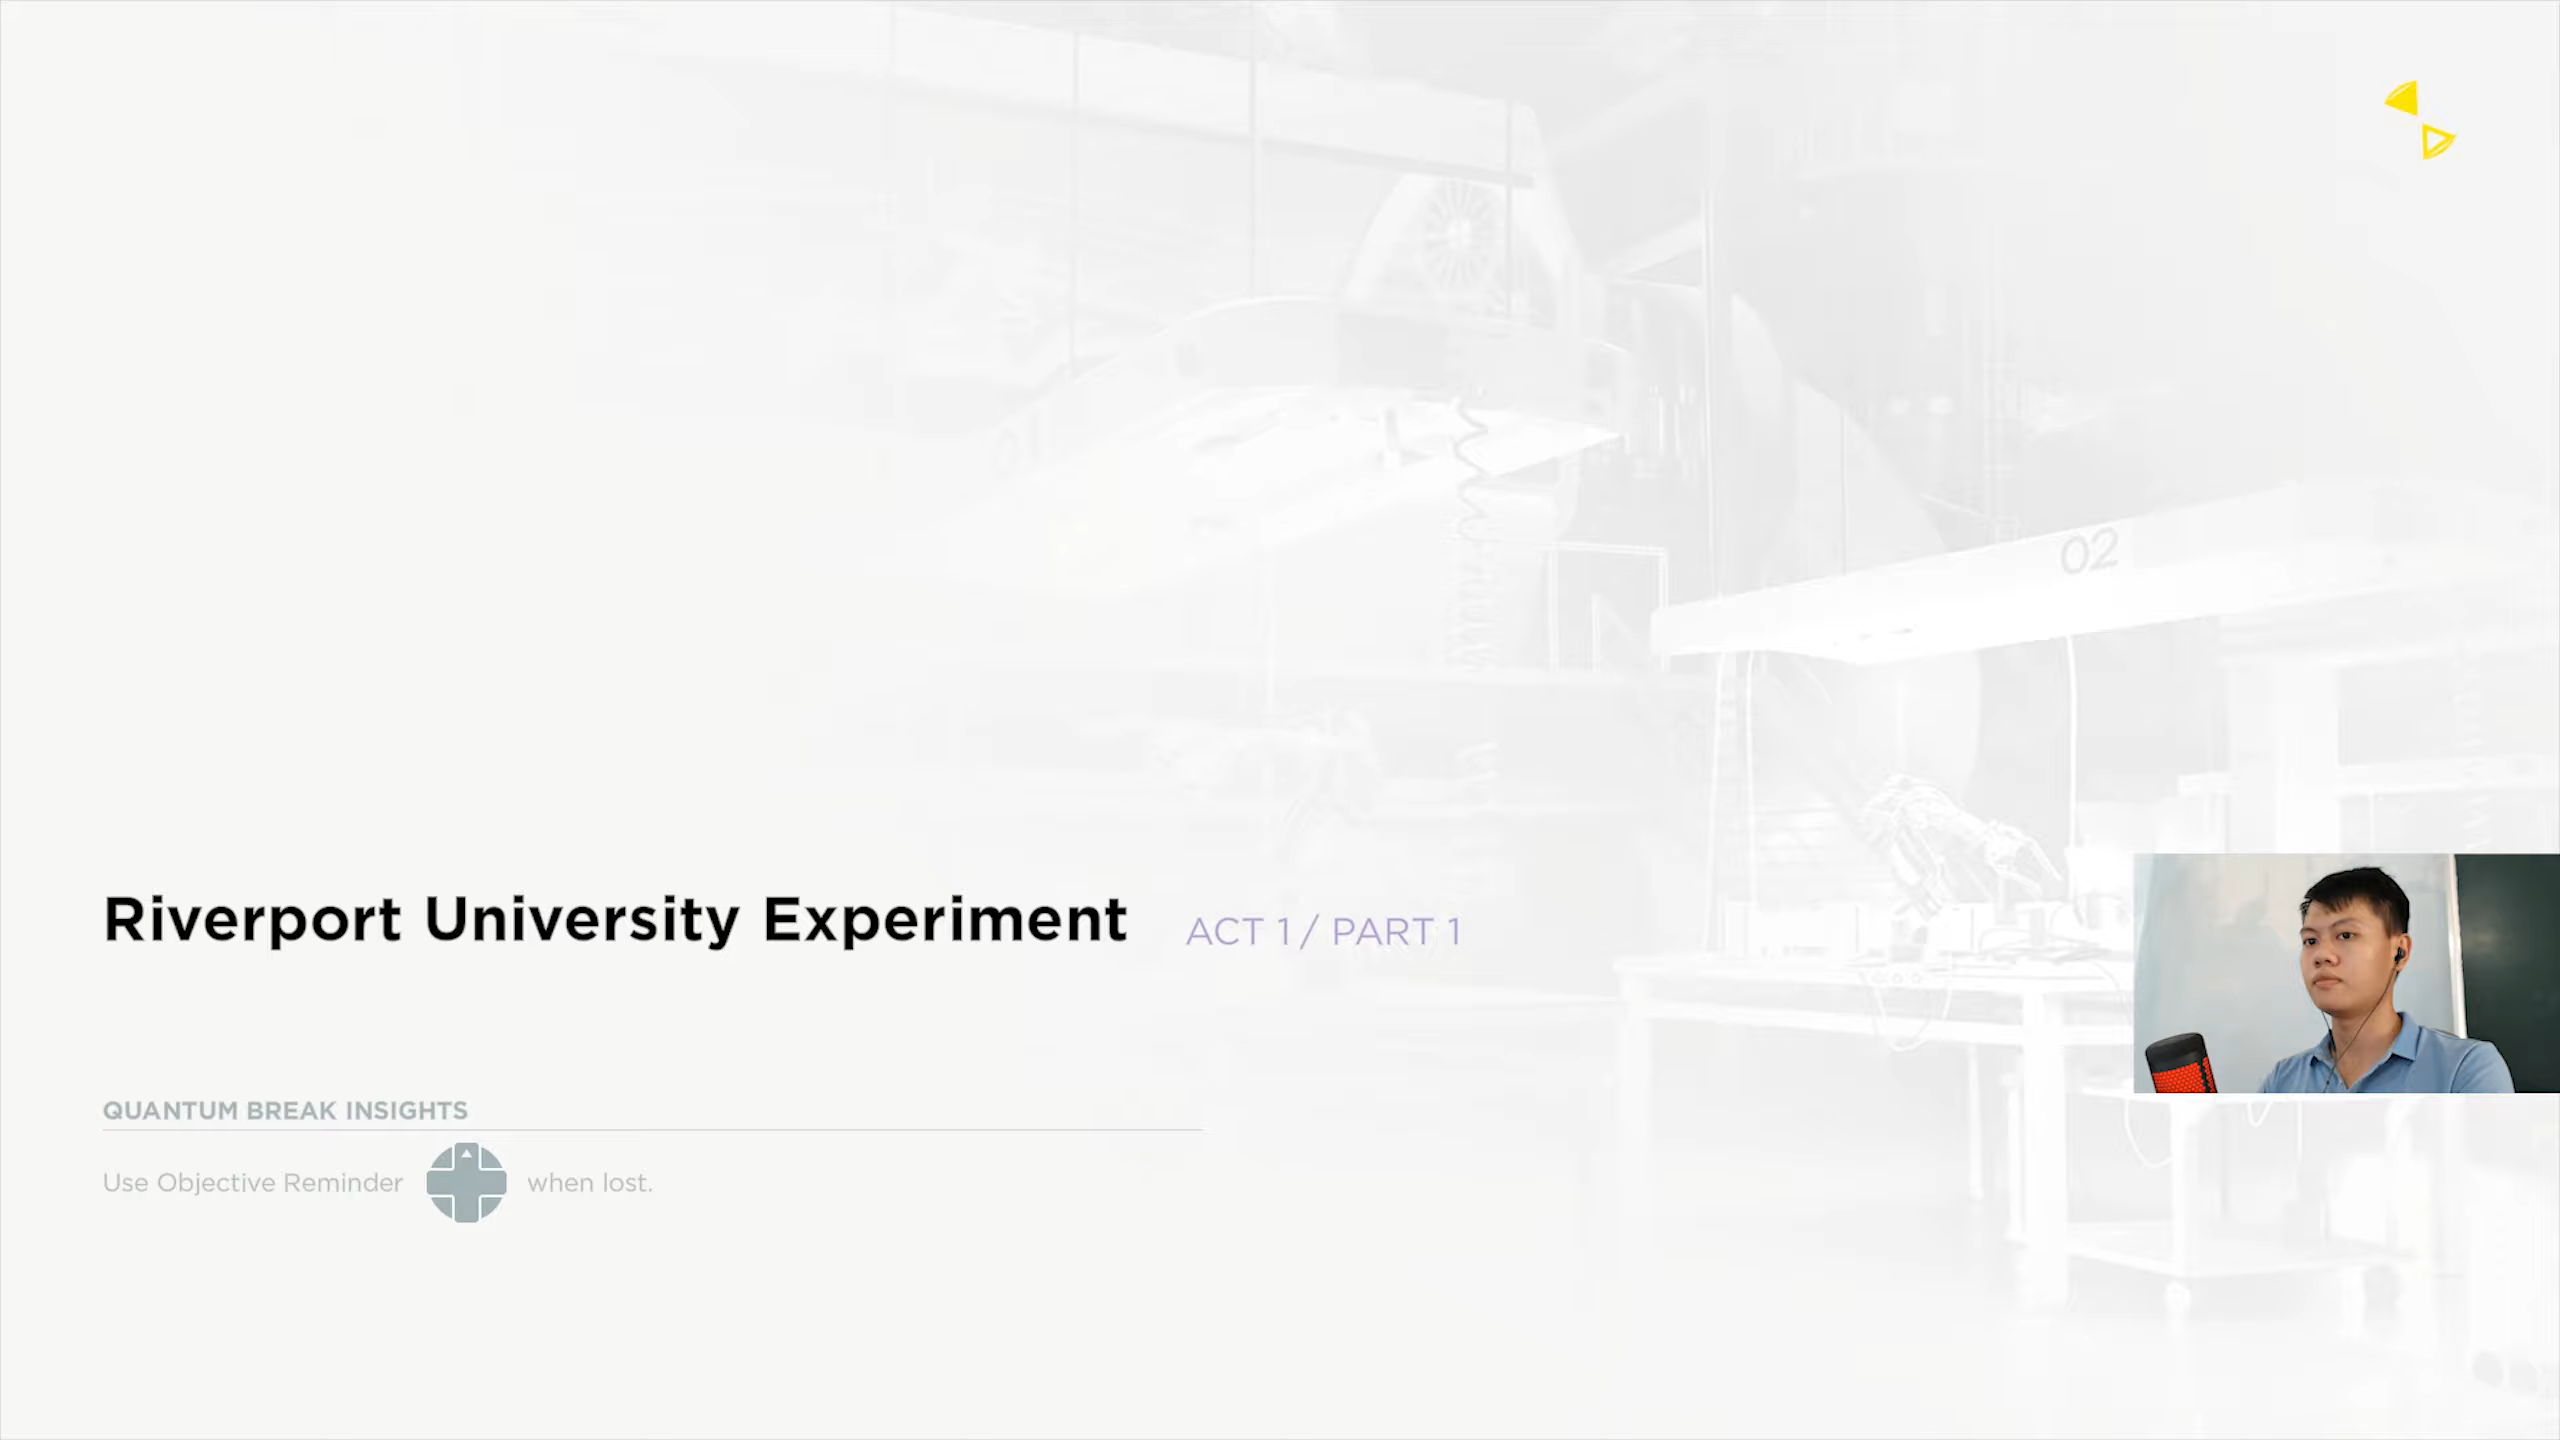 02
Riverport University Experiment ACT 1 / PART 1
QUANTUM BREAK INSIGHTS
Use Objective Reminder when lost.